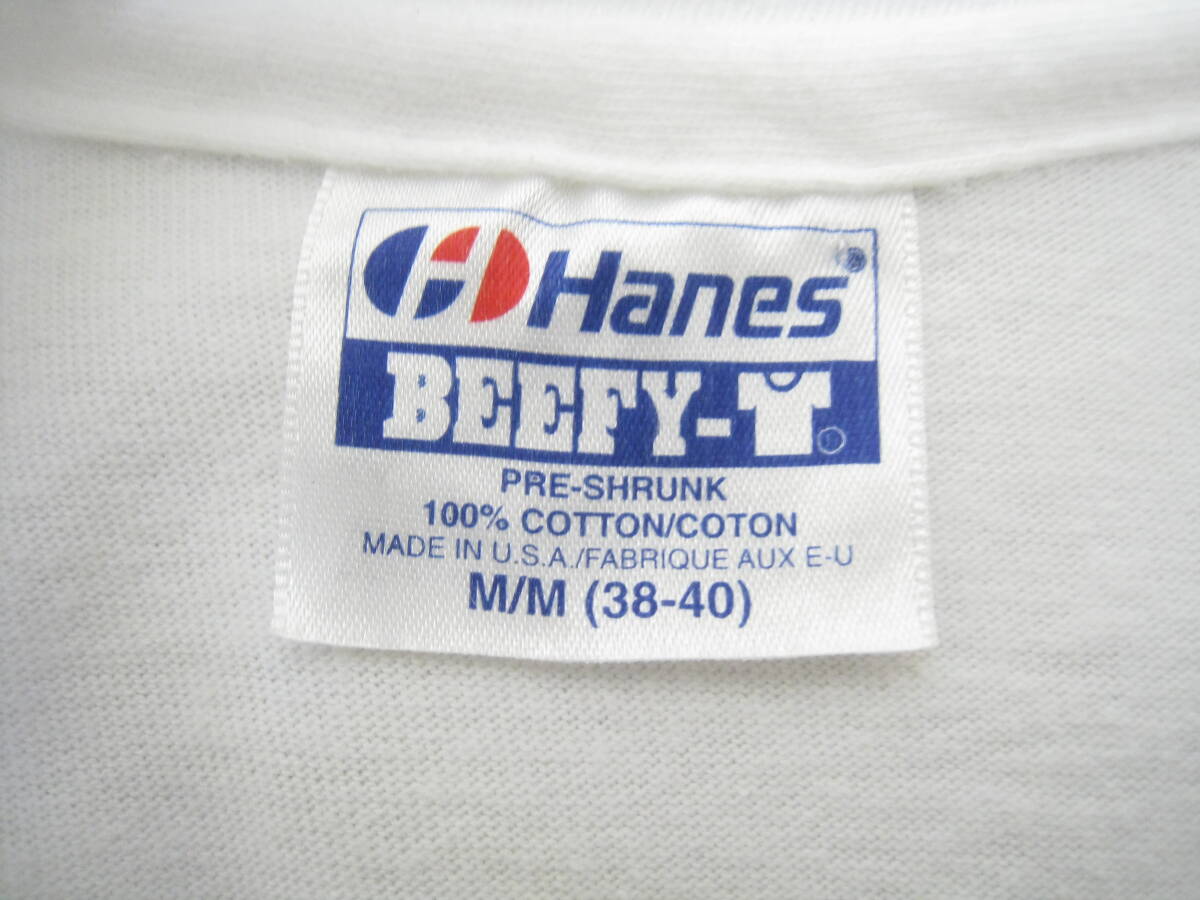 Hanes®
BEEFY-T®
PRE-SHRUNK
100% COTTON/COTON
MADE IN U.S.A./FABRIQUE AUX E-U
M/M (38-40)